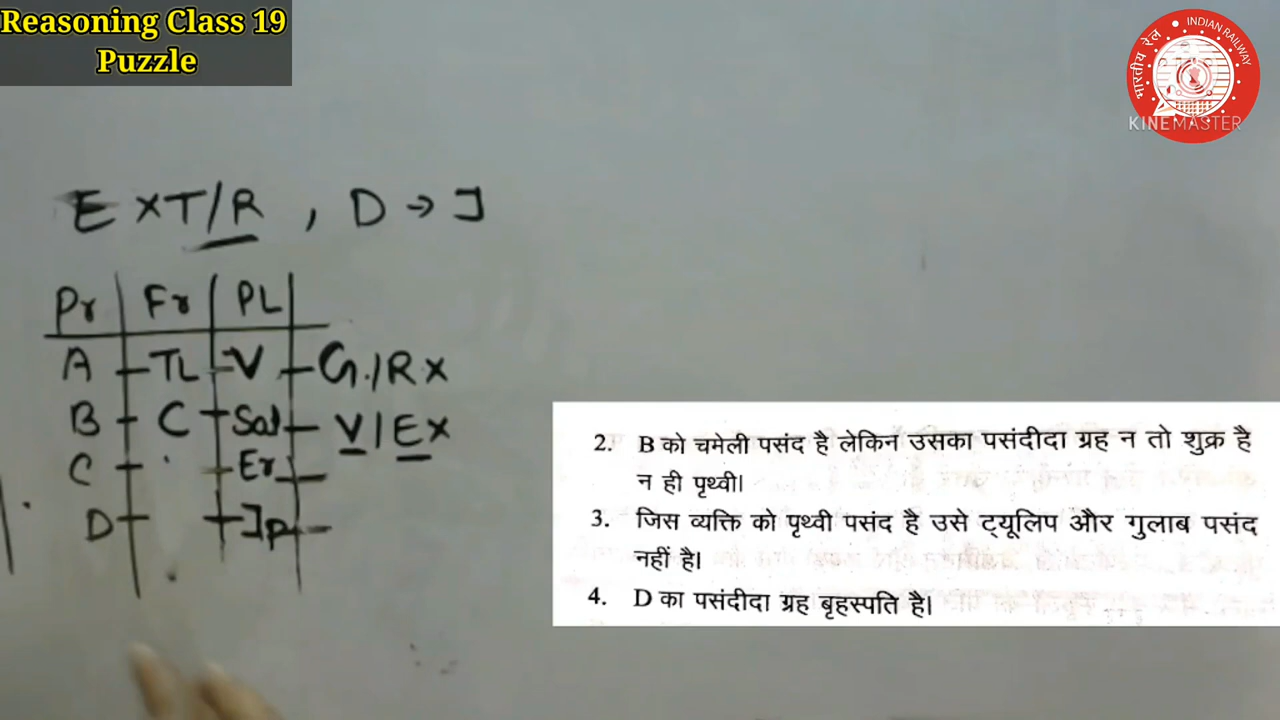 Reasoning Class 19
Puzzle
भारतीय रेल
INDIAN RAILWAY
KINEMASTER
E X T/R , D → J
Pr Fr PL
A TL V G/R X
B C Sat V/E X
C Er
D Jp
2. B को चमेली पसंद है लेकिन उसका पसंदीदा ग्रह न तो शुक्र है
न ही पृथ्वी।
3. जिस व्यक्ति को पृथ्वी पसंद है उसे ट्यूलिप और गुलाब पसंद
नहीं है।
4. D का पसंदीदा ग्रह बृहस्पति है।